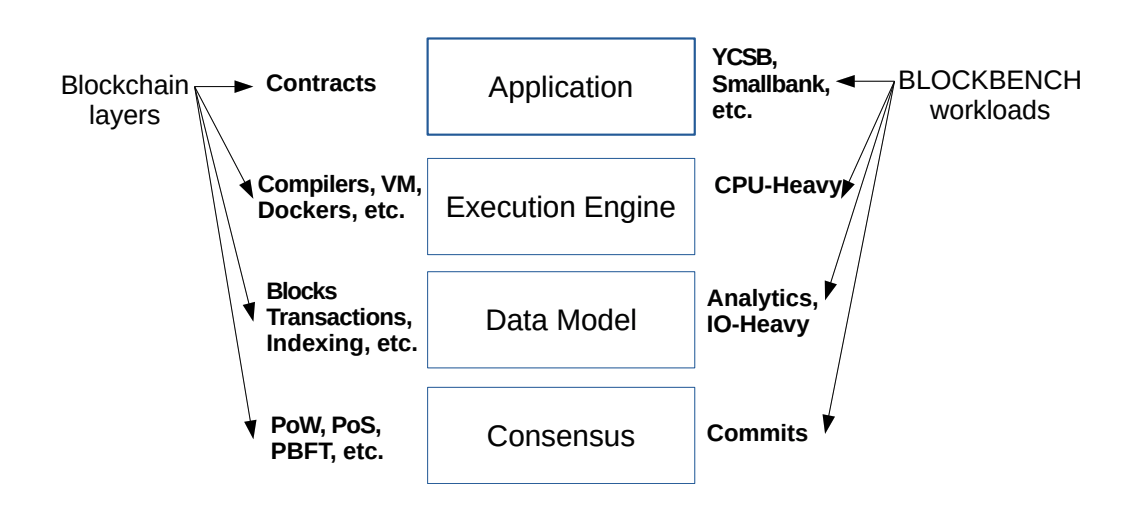 Blockchain
layers
Contracts
Application
YCSB,
Smallbank,
etc.
BLOCKBENCH
workloads
Compilers, VM,
Dockers, etc.
Execution Engine
CPU-Heavy
Blocks
Transactions,
Indexing, etc.
Data Model
Analytics,
IO-Heavy
PoW, PoS,
PBFT, etc.
Consensus
Commits